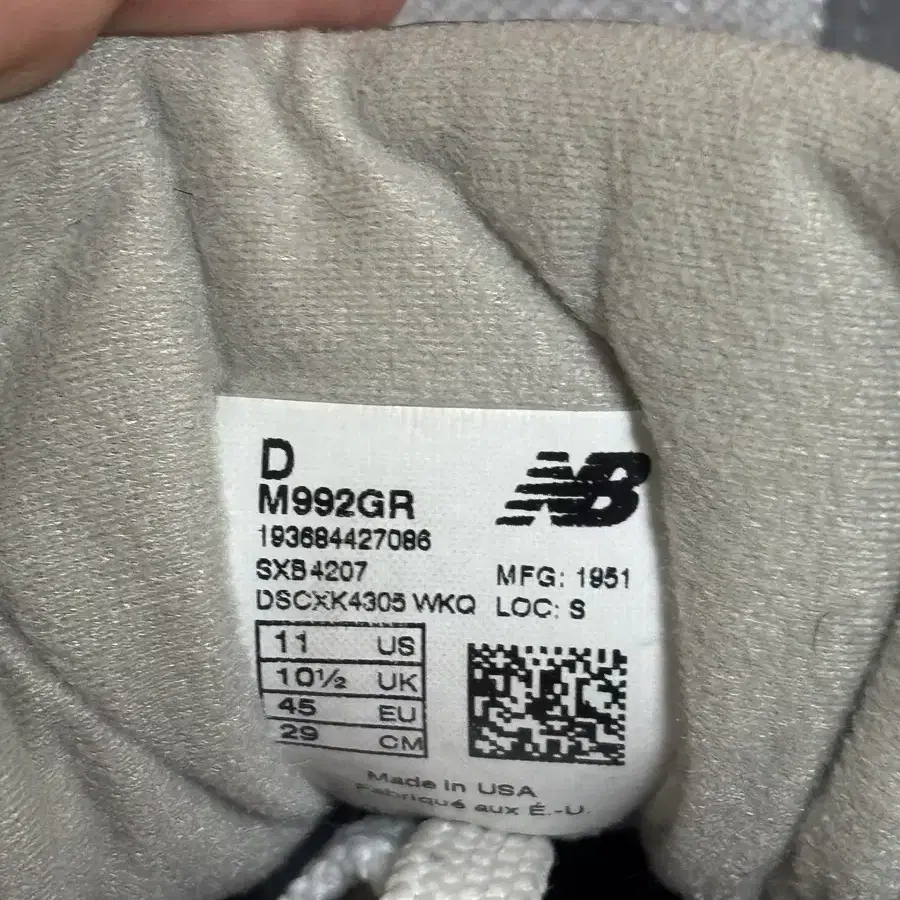 D
M992GR
193684427086
SXB4207
DSCXK4305 WKQ
NB
MFG: 1951
LOC: S
11 US
10½ UK
45 EU
29 CM
Made in USA
Fabriqué aux É.-U.